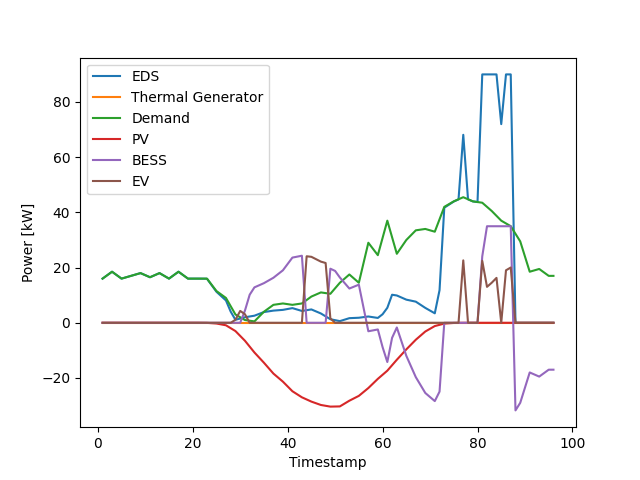 EDS
Thermal Generator
Demand
PV
BESS
EV
Power [kW]
80
60
40
20
0
−20
0 20 40 60 80 100
Timestamp